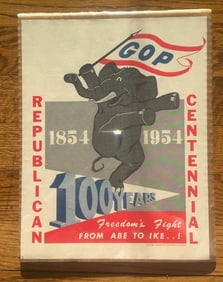 GOP
REPUBLICAN
1854 1954
CENTENNIAL
100 YEARS
Freedom's Fight
FROM ABE TO IKE..!